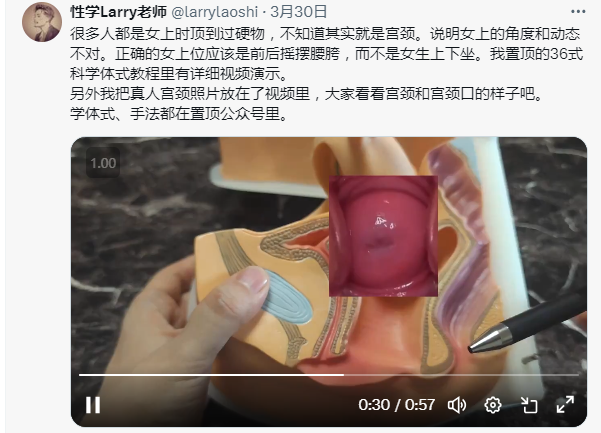 性学Larry老师 @larrylaoshi · 3月30日
很多人都是女上时顶到过硬物，不知道其实就是宫颈。说明女上的角度和动态
不对。正确的女上位应该是前后摇摆腰胯，而不是女生上下坐。我置顶的36式
科学体式教程里有详细视频演示。
另外我把真人宫颈照片放在了视频里，大家看看宫颈和宫颈口的样子吧。
学体式、手法都在置顶公众号里。
1.00
0:30 / 0:57